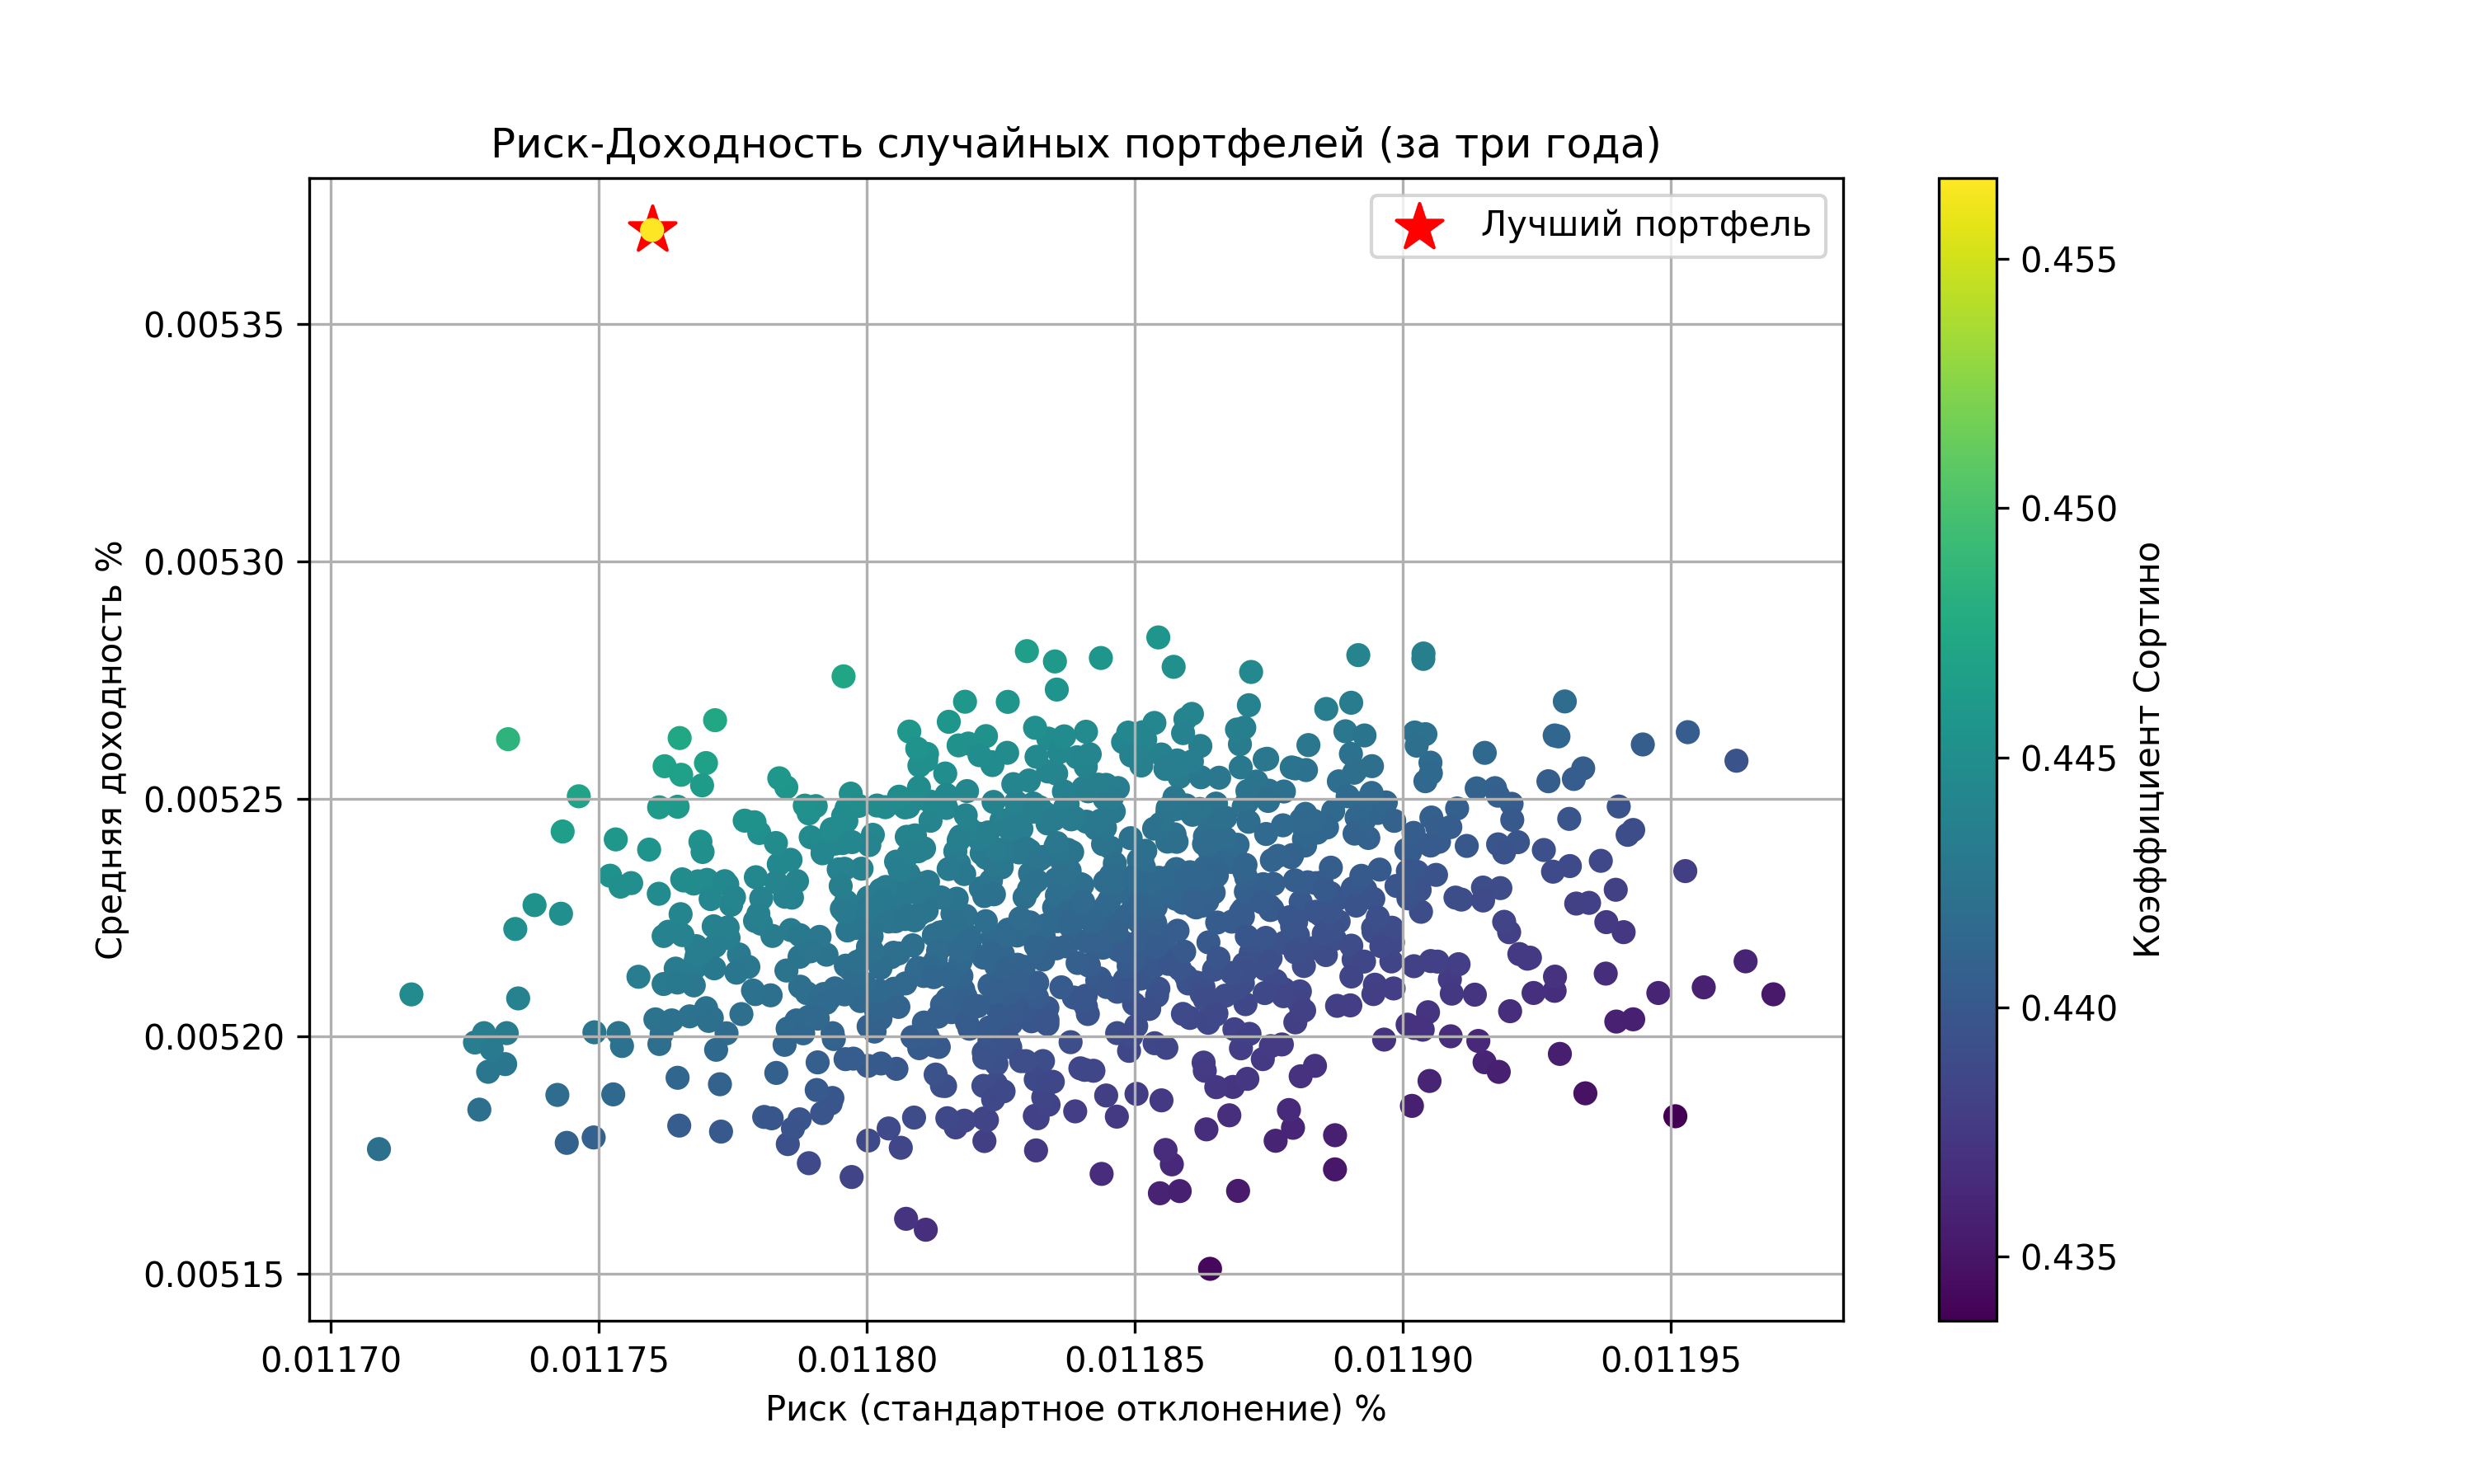 Риск-Доходность случайных портфелей (за три года)
Лучший портфель
Средняя доходность %
0.00535
0.00530
0.00525
0.00520
0.00515
0.01170 0.01175 0.01180 0.01185 0.01190 0.01195
Риск (стандартное отклонение) %
0.455
0.450
0.445
0.440
0.435
Коэффициент Сортино